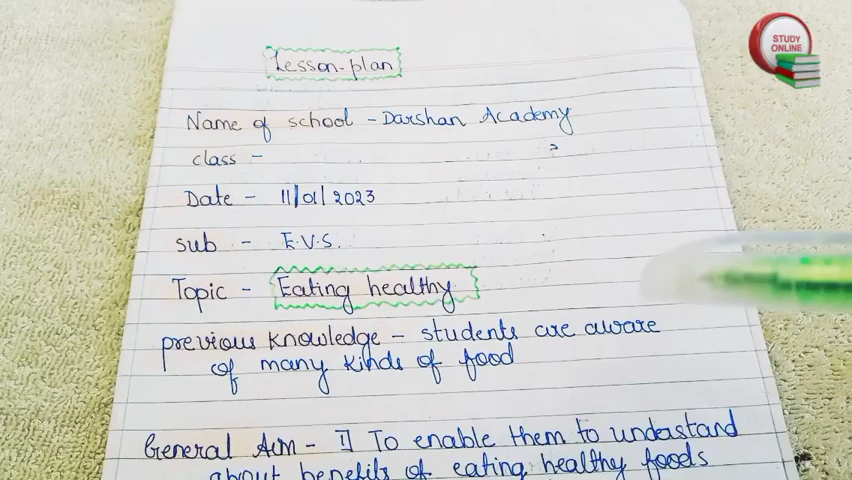 STUDY
ONLINE
Lesson-plan
Name of school - Darshan Academy
class -
Date - 11/01/2023
sub - E.V.S.
Topic - Eating healthy
previous knowledge - students are aware
of many kinds of food
General Aim - 1] To enable them to undestand
about benefits of eating healthy foods